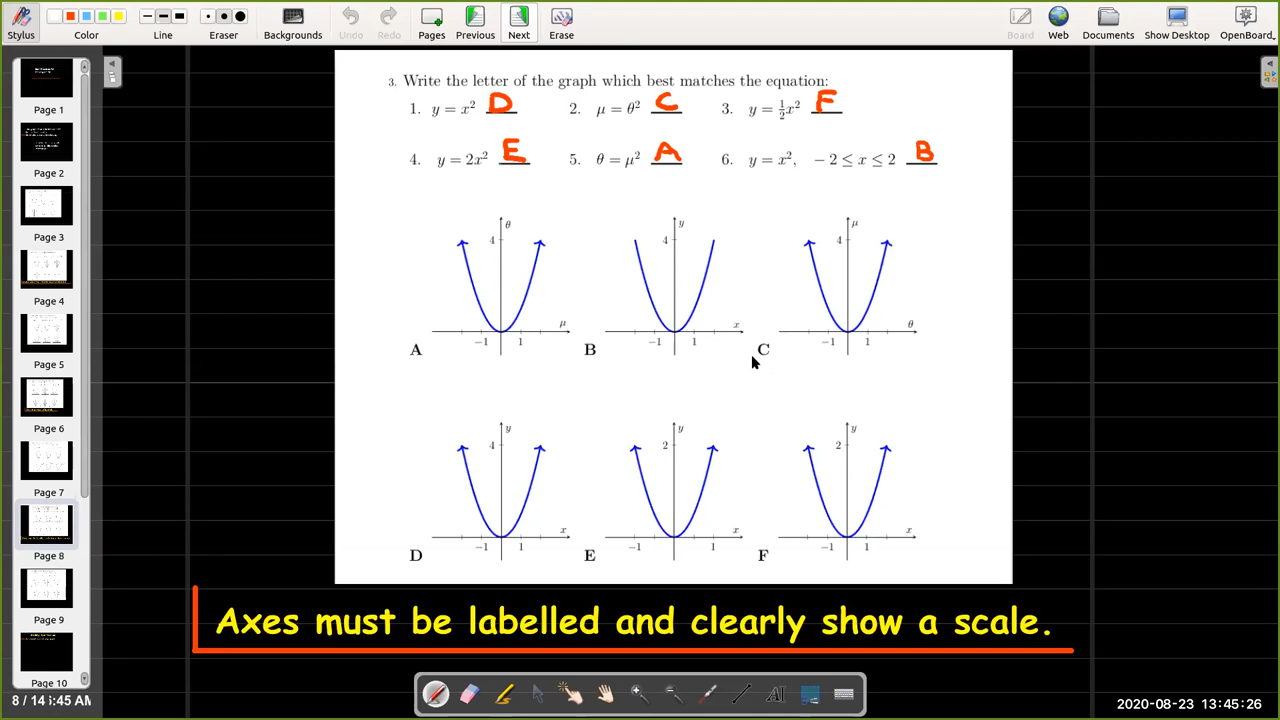 Stylus Color Line Eraser Backgrounds Undo Redo Pages Previous Next Erase Board Web Documents Show Desktop OpenBoard
Page 1
Page 2
Page 3
Page 4
Page 5
Page 6
Page 7
Page 8
Page 9
Page 10
3. Write the letter of the graph which best matches the equation:
1. y = x² D 2. μ = θ² C 3. y = ½x² F
4. y = 2x² E 5. θ = μ² A 6. y = x², −2 ≤ x ≤ 2 B
θ 4 μ −1 1 A
y 4 x −1 1 B
μ 4 θ −1 1 C
y 4 x −1 1 D
y 2 x −1 1 E
y 2 x −1 1 F
Axes must be labelled and clearly show a scale.
8 / 14
5:45 AM
2020-08-23 13:45:26